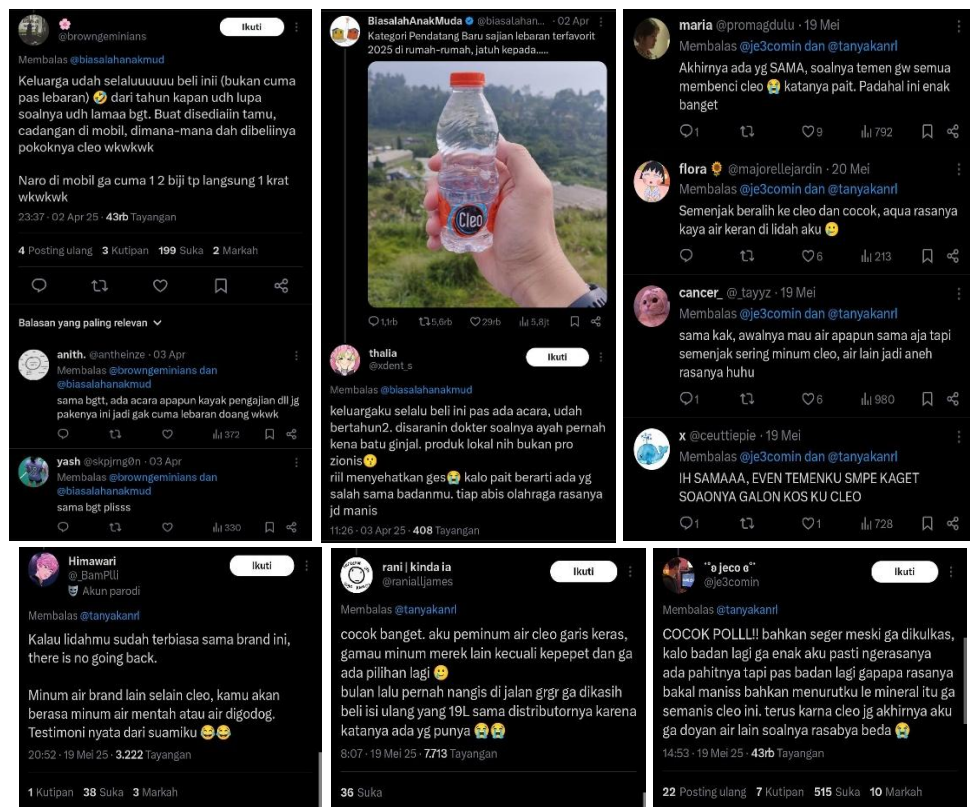 🌸
@browngeminians
Ikuti
Membalas @biasalahanakmud
Keluarga udah selaluuuuuu beli inii (bukan cuma
pas lebaran) 🤣 dari tahun kapan udh lupa
soalnya udh lamaa bgt. Buat disediaiin tamu,
cadangan di mobil, dimana-mana dah dibeliinya
pokoknya cleo wkwkwk
Naro di mobil ga cuma 1 2 biji tp langsung 1 krat
wkwkwk
23:37 · 02 Apr 25 · 43rb Tayangan
4 Posting ulang 3 Kutipan 199 Suka 2 Markah
Balasan yang paling relevan
anith. @antheinze · 03 Apr
Membalas @browngeminians dan
@biasalahanakmud
sama bgtt, ada acara apapun kayak pengajian dll jg
pakenya ini jadi gak cuma lebaran doang wkwk
372
yash @skpjrng0n · 03 Apr
Membalas @browngeminians dan
@biasalahanakmud
sama bgt plisss
330
BiasalahAnakMuda @biasalahan... · 02 Apr
Kategori Pendatang Baru sajian lebaran terfavorit
2025 di rumah-rumah, jatuh kepada.....
Cleo
1,1rb 5,6rb 29rb 5,8jt
thalia
@xdent_s
Ikuti
Membalas @biasalahanakmud
keluargaku selalu beli ini pas ada acara, udah
bertahun2. disaranin dokter soalnya ayah pernah
kena batu ginjal. produk lokal nih bukan pro
zionis😗
riil menyehatkan ges😭 kalo pait berarti ada yg
salah sama badanmu. tiap abis olahraga rasanya
jd manis
11:26 · 03 Apr 25 · 408 Tayangan
maria @promagdulu · 19 Mei
Membalas @je3comin dan @tanyakanrl
Akhirnya ada yg SAMA, soalnya temen gw semua
membenci cleo 😭 katanya pait. Padahal ini enak
banget
1 9 792
flora 🌻 @majorellejardin · 20 Mei
Membalas @je3comin dan @tanyakanrl
Semenjak beralih ke cleo dan cocok, aqua rasanya
kaya air keran di lidah aku 🥲
6 213
cancer_ @_tayyz · 19 Mei
Membalas @je3comin dan @tanyakanrl
sama kak, awalnya mau air apapun sama aja tapi
semenjak sering minum cleo, air lain jadi aneh
rasanya huhu
1 6 980
x @ceuttiepie · 19 Mei
Membalas @je3comin dan @tanyakanrl
IH SAMAAA, EVEN TEMENKU SMPE KAGET
SOAONYA GALON KOS KU CLEO
1 1 728
Himawari
@_BamPlli
🎭 Akun parodi
Ikuti
Membalas @tanyakanrl
Kalau lidahmu sudah terbiasa sama brand ini,
there is no going back.
Minum air brand lain selain cleo, kamu akan
berasa minum air mentah atau air digodog.
Testimoni nyata dari suamiku 😂😂
20:52 · 19 Mei 25 · 3.222 Tayangan
1 Kutipan 38 Suka 3 Markah
rani | kinda ia
@ranialljames
Ikuti
Membalas @tanyakanrl
cocok banget. aku peminum air cleo garis keras,
gamau minum merek lain kecuali kepepet dan ga
ada pilihan lagi 🥲
bulan lalu pernah nangis di jalan grgr ga dikasih
beli isi ulang yang 19L sama distributornya karena
katanya ada yg punya 😭😭
8:07 · 19 Mei 25 · 7.713 Tayangan
36 Suka
jeco
@je3comin
Ikuti
Membalas @tanyakanrl
COCOK POLLL!! bahkan seger meski ga dikulkas,
kalo badan lagi ga enak aku pasti ngerasanya
ada pahitnya tapi pas badan lagi gapapa rasanya
bakal maniss bahkan menurutku le mineral itu ga
semanis cleo ini. terus karna cleo jg akhirnya aku
ga doyan air lain soalnya rasabya beda 😭
14:53 · 19 Mei 25 · 43rb Tayangan
22 Posting ulang 7 Kutipan 515 Suka 10 Markah